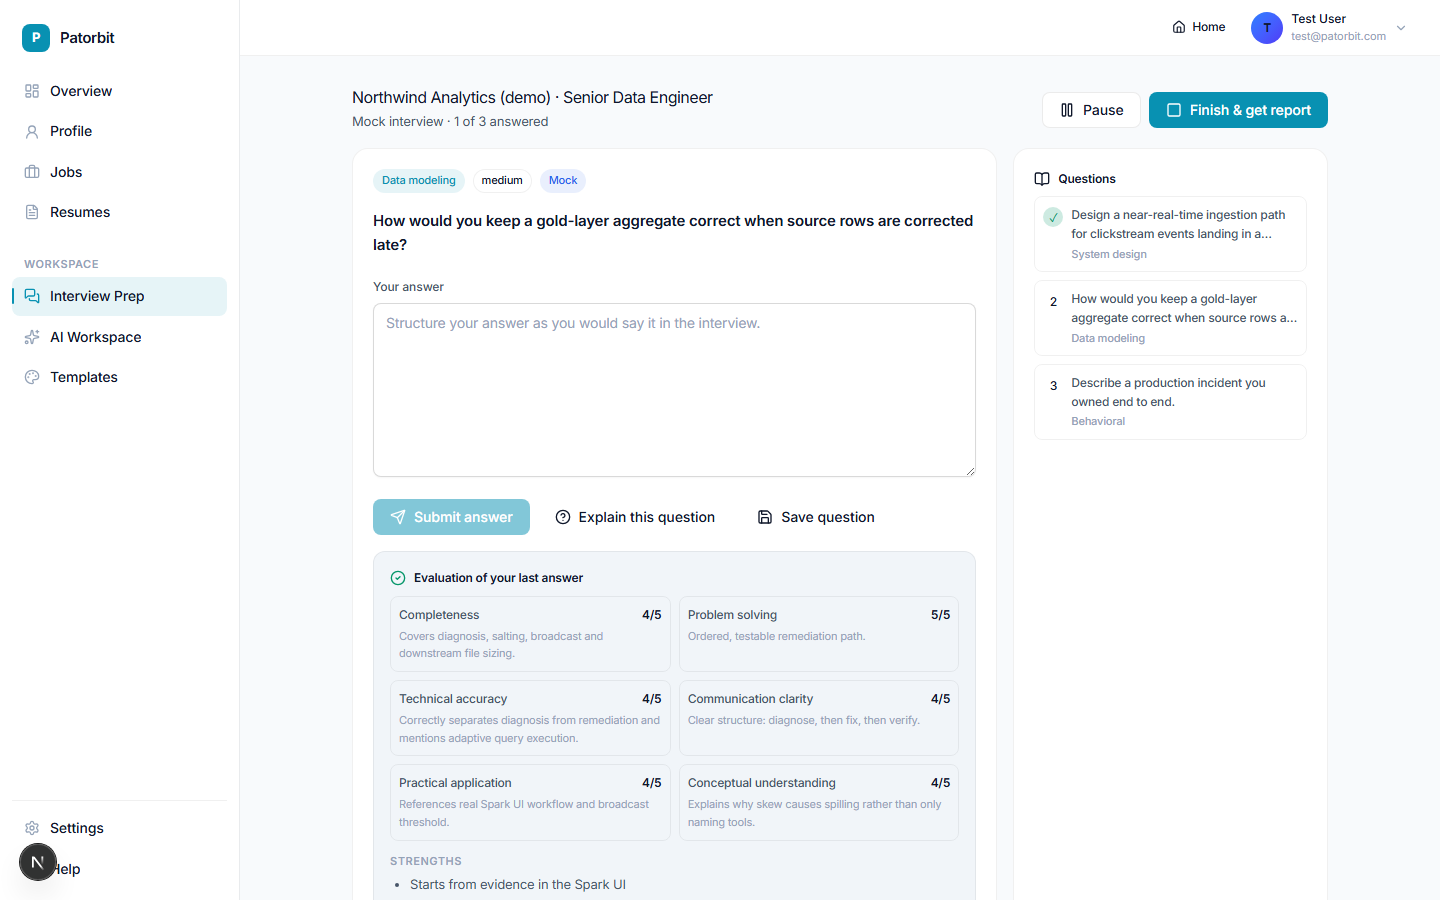 P Patorbit
Overview
Profile
Jobs
Resumes
WORKSPACE
Interview Prep
AI Workspace
Templates
Settings
Help
N
Home
T
Test User
test@patorbit.com
Northwind Analytics (demo) · Senior Data Engineer
Mock interview · 1 of 3 answered
Pause
Finish & get report
Data modeling medium Mock
How would you keep a gold-layer aggregate correct when source rows are corrected
late?
Your answer
Structure your answer as you would say it in the interview.
Submit answer
Explain this question
Save question
Evaluation of your last answer
Completeness 4/5
Covers diagnosis, salting, broadcast and
downstream file sizing.
Problem solving 5/5
Ordered, testable remediation path.
Technical accuracy 4/5
Correctly separates diagnosis from remediation and
mentions adaptive query execution.
Communication clarity 4/5
Clear structure: diagnose, then fix, then verify.
Practical application 4/5
References real Spark UI workflow and broadcast
threshold.
Conceptual understanding 4/5
Explains why skew causes spilling rather than only
naming tools.
STRENGTHS
• Starts from evidence in the Spark UI
Questions
✓ Design a near-real-time ingestion path
for clickstream events landing in a...
System design
2 How would you keep a gold-layer
aggregate correct when source rows a...
Data modeling
3 Describe a production incident you
owned end to end.
Behavioral